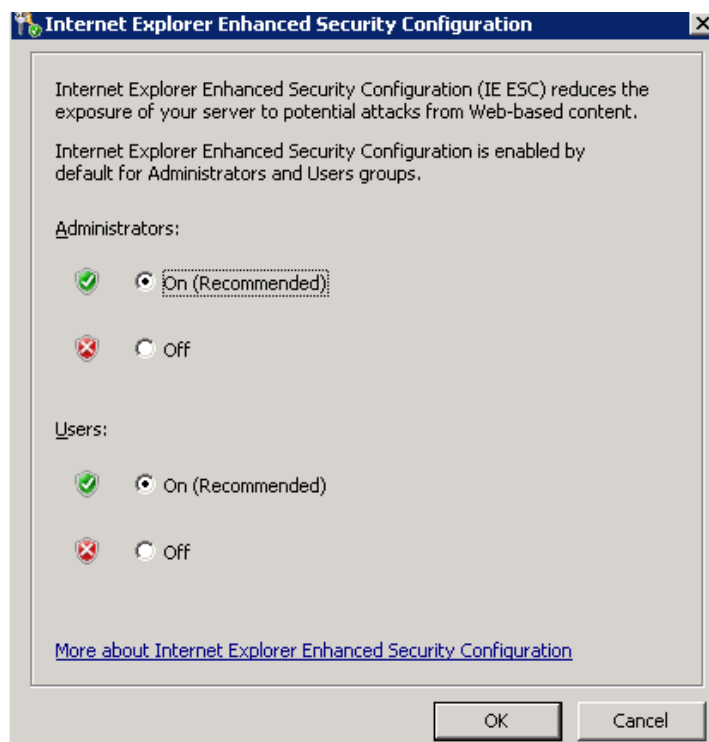 Internet Explorer Enhanced Security Configuration
Internet Explorer Enhanced Security Configuration (IE ESC) reduces the
exposure of your server to potential attacks from Web-based content.
Internet Explorer Enhanced Security Configuration is enabled by
default for Administrators and Users groups.
Administrators:
On (Recommended)
Off
Users:
On (Recommended)
Off
More about Internet Explorer Enhanced Security Configuration
OK Cancel